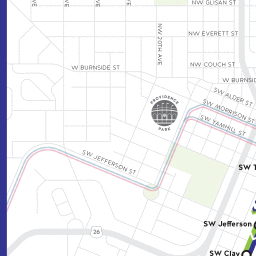 NW GLISAN ST
NW EVERETT ST
NW 20TH AVE
NW COUCH ST
W BURNSIDE ST
W BURNSIDE
SW ALDER ST
PROVIDENCE
PARK
SW MORRISON ST
SW YAMHILL ST
SW JEFFERSON ST
SW T
SW Jefferson
26
SW Clay